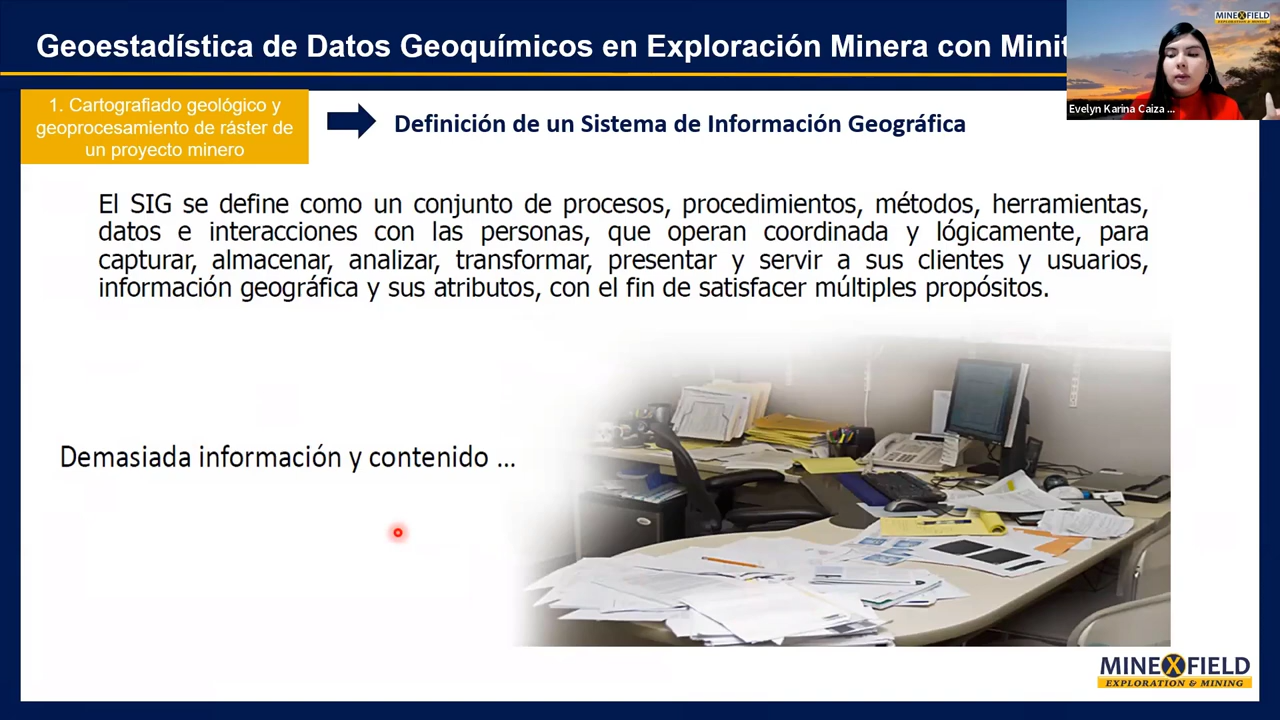 Geoestadística de Datos Geoquímicos en Exploración Minera con
MINEXFIELD
EXPLORATION & MINING
Evelyn Karina Caiza ...
1. Cartografiado geológico y
geoprocesamiento de ráster de
un proyecto minero
Definición de un Sistema de Información Geográfica
El SIG se define como un conjunto de procesos, procedimientos, métodos, herramientas,
datos e interacciones con las personas, que operan coordinada y lógicamente, para
capturar, almacenar, analizar, transformar, presentar y servir a sus clientes y usuarios,
información geográfica y sus atributos, con el fin de satisfacer múltiples propósitos.
Demasiada información y contenido ...
MINEXFIELD
EXPLORATION & MINING